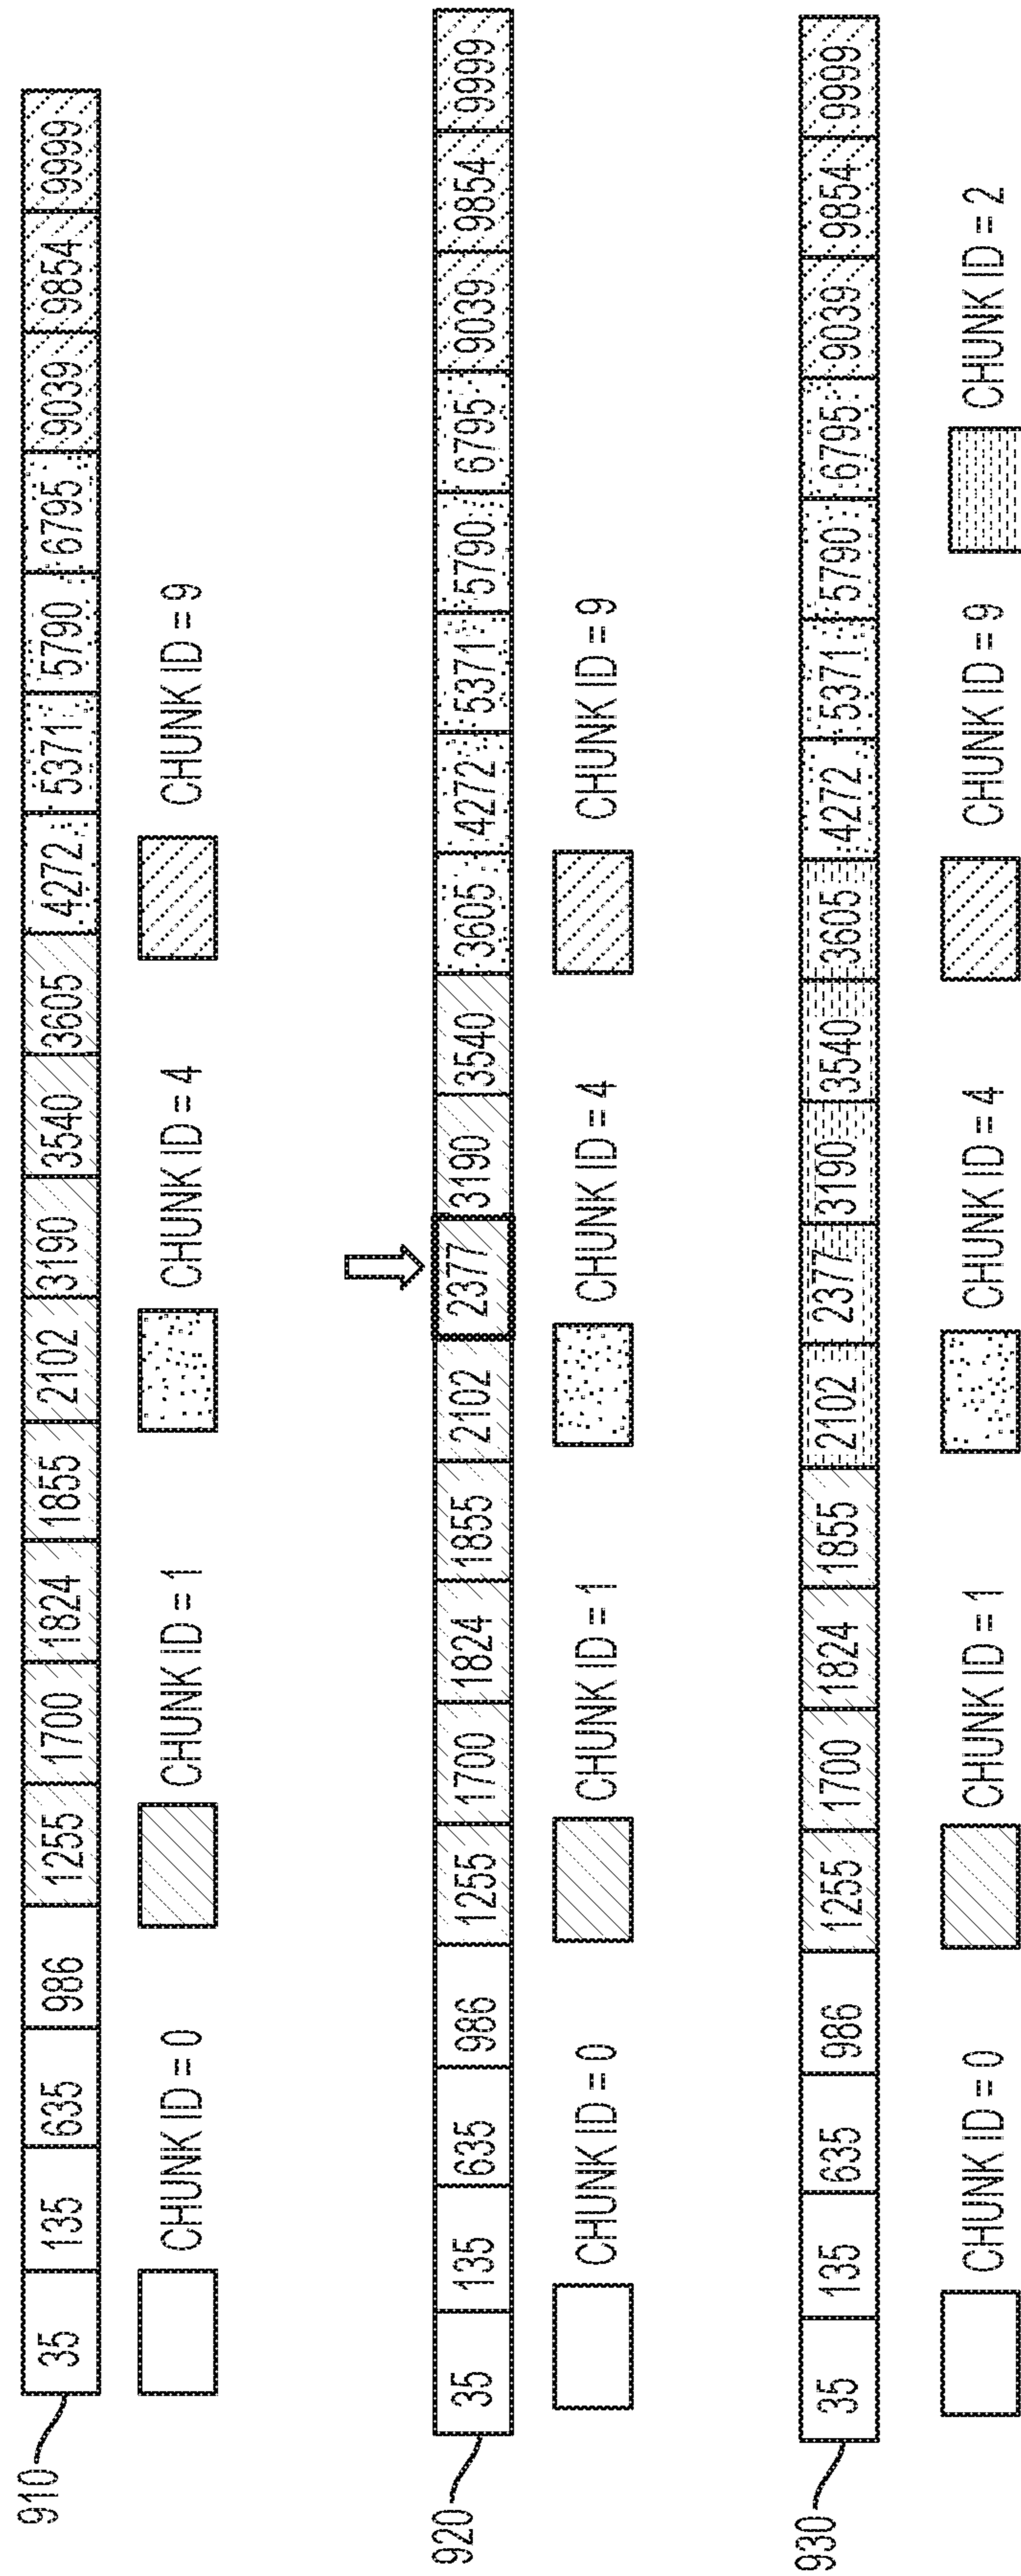 910
35 135 635 986 1255 1700 1824 1855 2102 3190 3540 3605 4272 5371 5790 6795 9039 9854 9999
CHUNK ID = 0 CHUNK ID = 1 CHUNK ID = 4 CHUNK ID = 9
920
35 135 635 986 1255 1700 1824 1855 2102 2377 3190 3540 3605 4272 5371 5790 6795 9039 9854 9999
CHUNK ID = 0 CHUNK ID = 1 CHUNK ID = 4 CHUNK ID = 9
930
35 135 635 986 1255 1700 1824 1855 2102 2377 3190 3540 3605 4272 5371 5790 6795 9039 9854 9999
CHUNK ID = 0 CHUNK ID = 1 CHUNK ID = 4 CHUNK ID = 9 CHUNK ID = 2